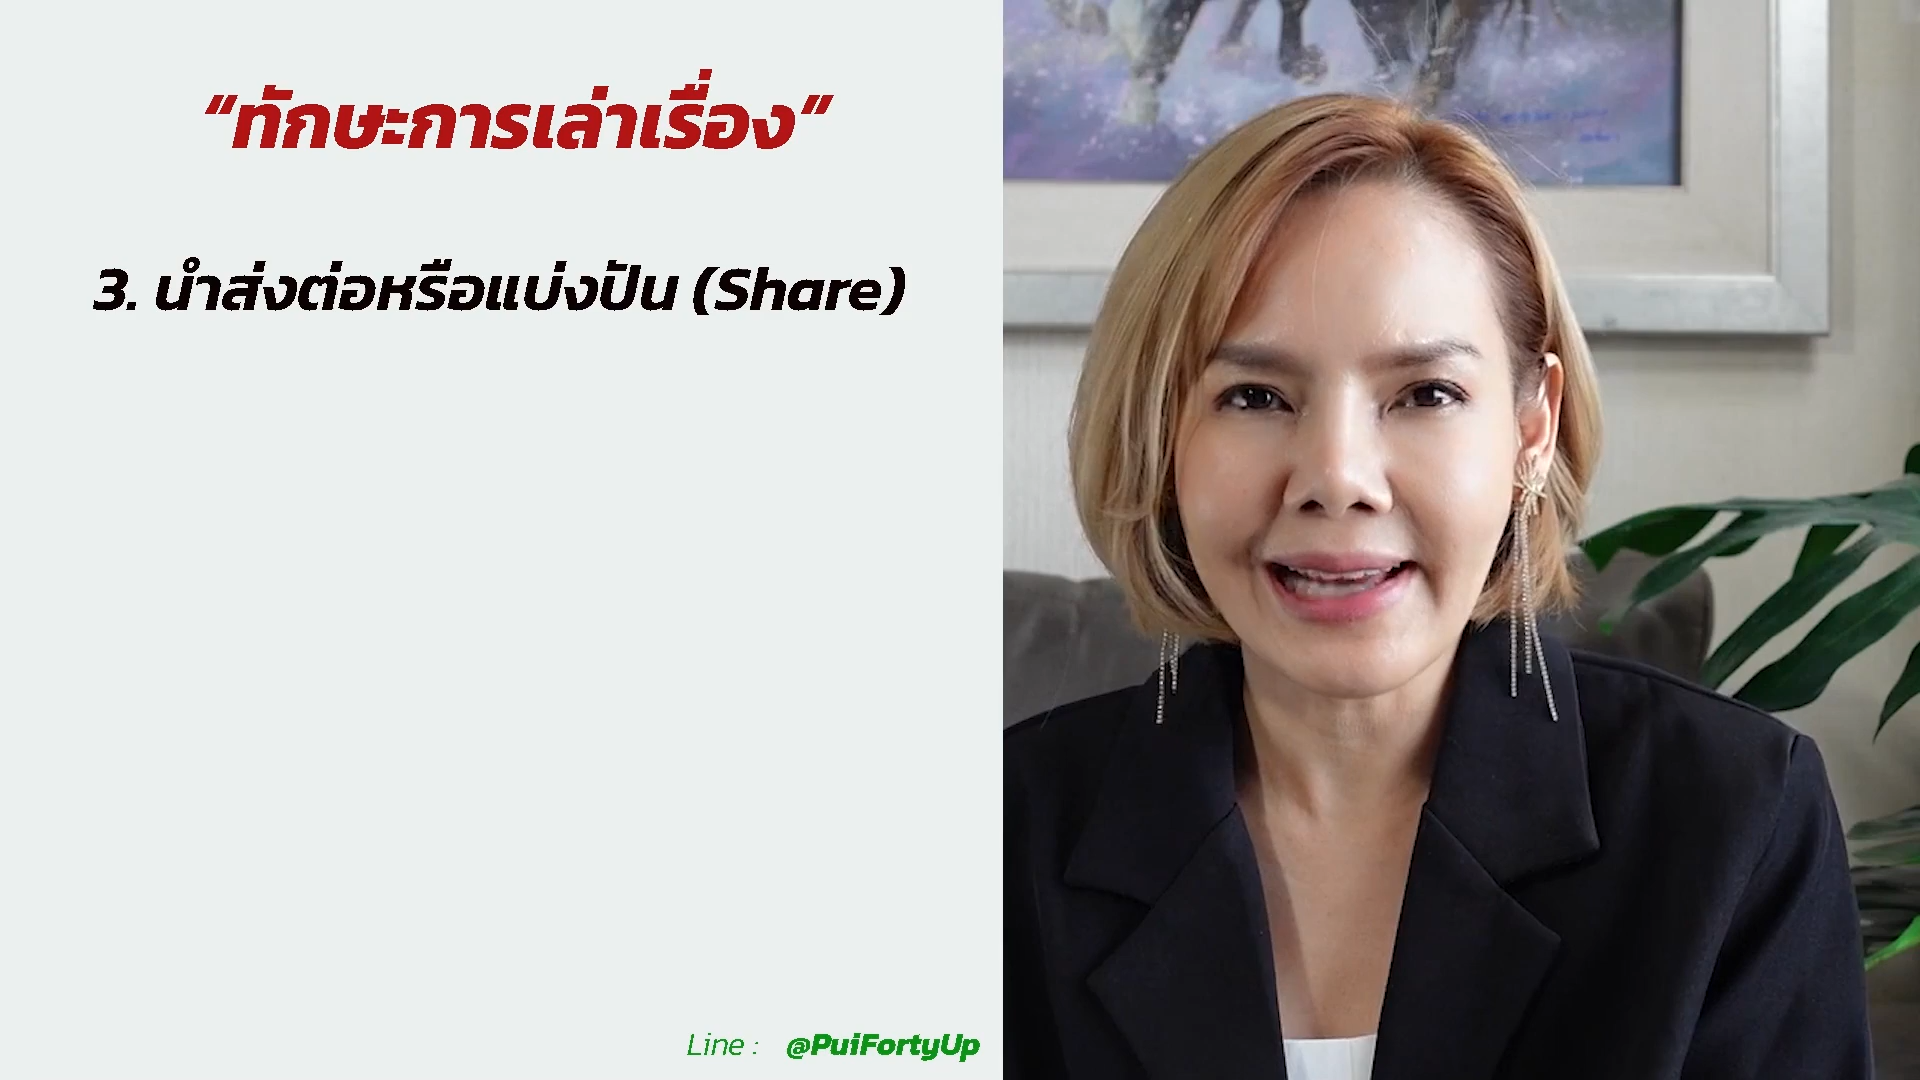 “ทักษะการเล่าเรื่อง”
3. นำส่งต่อหรือแบ่งปัน (Share)
Line : @PuiFortyUp